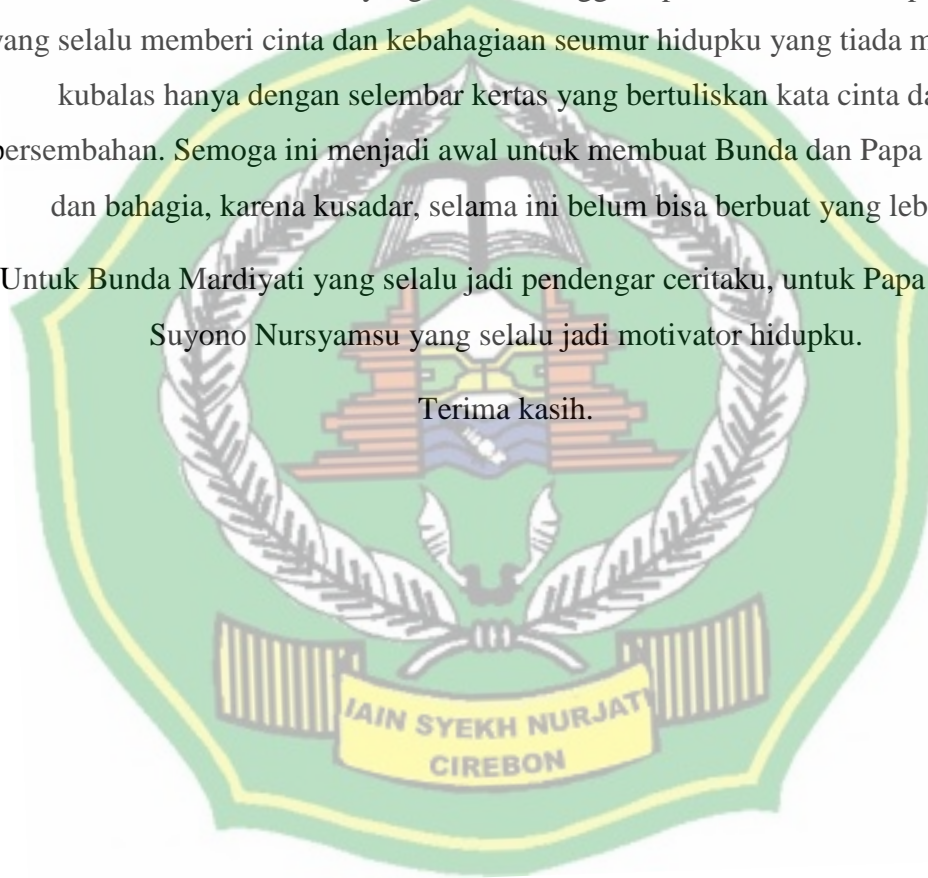 yang selalu memberi cinta dan kebahagiaan seumur hidupku yang tiada
kubalas hanya dengan selembar kertas yang bertuliskan kata cinta
persembahan. Semoga ini menjadi awal untuk membuat Bunda dan Papa
dan bahagia, karena kusadar, selama ini belum bisa berbuat yang
Untuk Bunda Mardiyati yang selalu jadi pendengar ceritaku, untuk Papa
Suyono Nursyamsu yang selalu jadi motivator hidupku.
Terima kasih.
IAIN SYEKH NURJATI
CIREBON